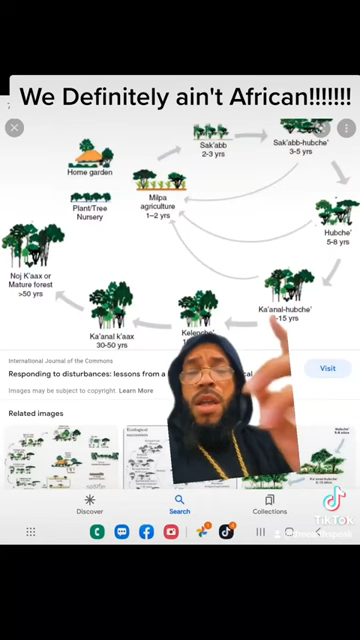 We Definitely ain't African!!!!!!!
Sak'abb
2-3 yrs
Sak'abb-hubche'
3-5 yrs
Home garden
Milpa
agriculture
1–2 yrs
Plant/Tree
Nursery
Hubche'
5-8 yrs
Noj K'aax or
Mature forest
>50 yrs
Ka'anal-hubche'
-15 yrs
Kelenche'
Ka'anal k'aax
30-50 yrs
International Journal of the Commons
Responding to disturbances: lessons from a
Visit
Images may be subject to copyright. Learn More
Related images
Discover
Search
Collections
TikTok